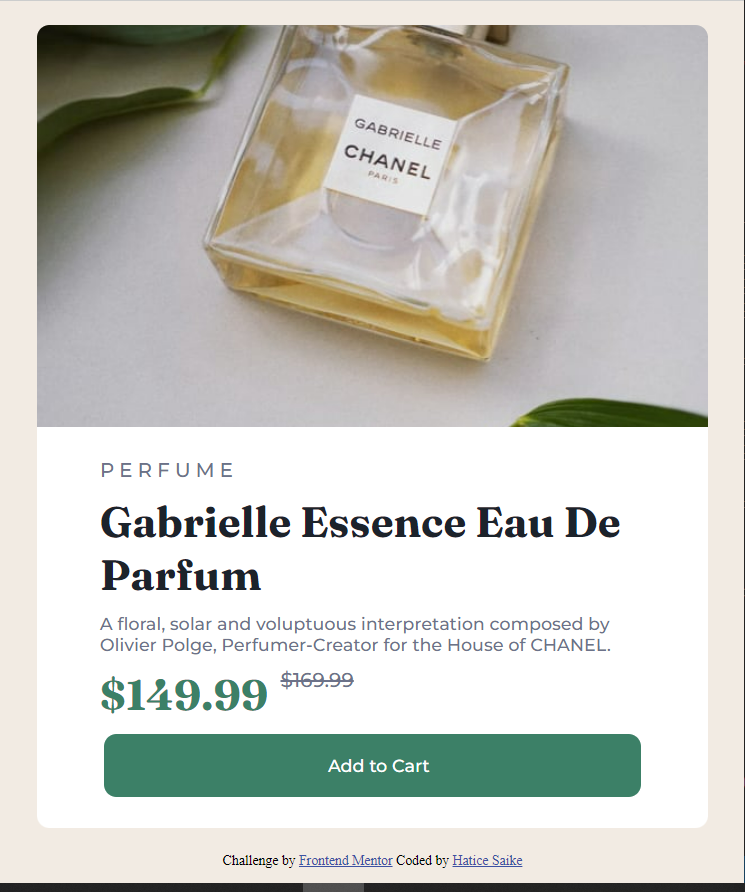 GABRIELLE
CHANEL
PARIS
PERFUME
Gabrielle Essence Eau De
Parfum
A floral, solar and voluptuous interpretation composed by
Olivier Polge, Perfumer-Creator for the House of CHANEL.
$149.99 $169.99
Add to Cart
Challenge by Frontend Mentor Coded by Hatice Saike